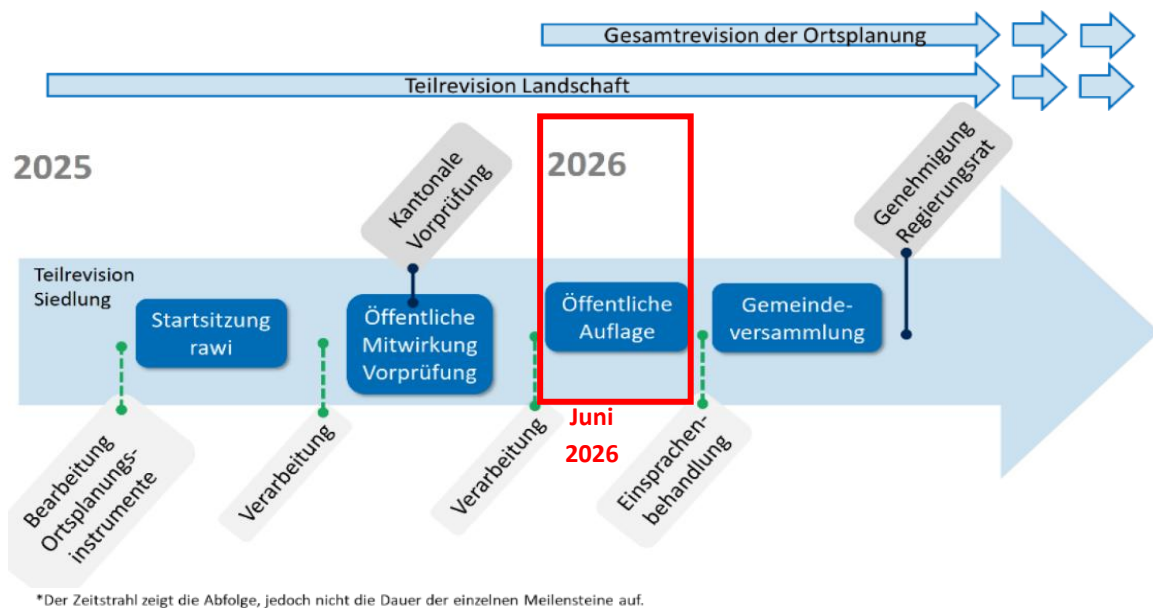 Gesamtrevision der Ortsplanung
Teilrevision Landschaft
2025
2026
Kantonale
Vorprüfung
Genehmigung
Regierungsrat
Teilrevision
Siedlung
Startsitzung
rawi
Öffentliche
Mitwirkung
Vorprüfung
Öffentliche
Auflage
Gemeinde-
versammlung
Juni
2026
Bearbeitung
Ortsplanungs-
instrumente
Verarbeitung
Verarbeitung
Einsprachen-
behandlung
*Der Zeitstrahl zeigt die Abfolge, jedoch nicht die Dauer der einzelnen Meilensteine auf.